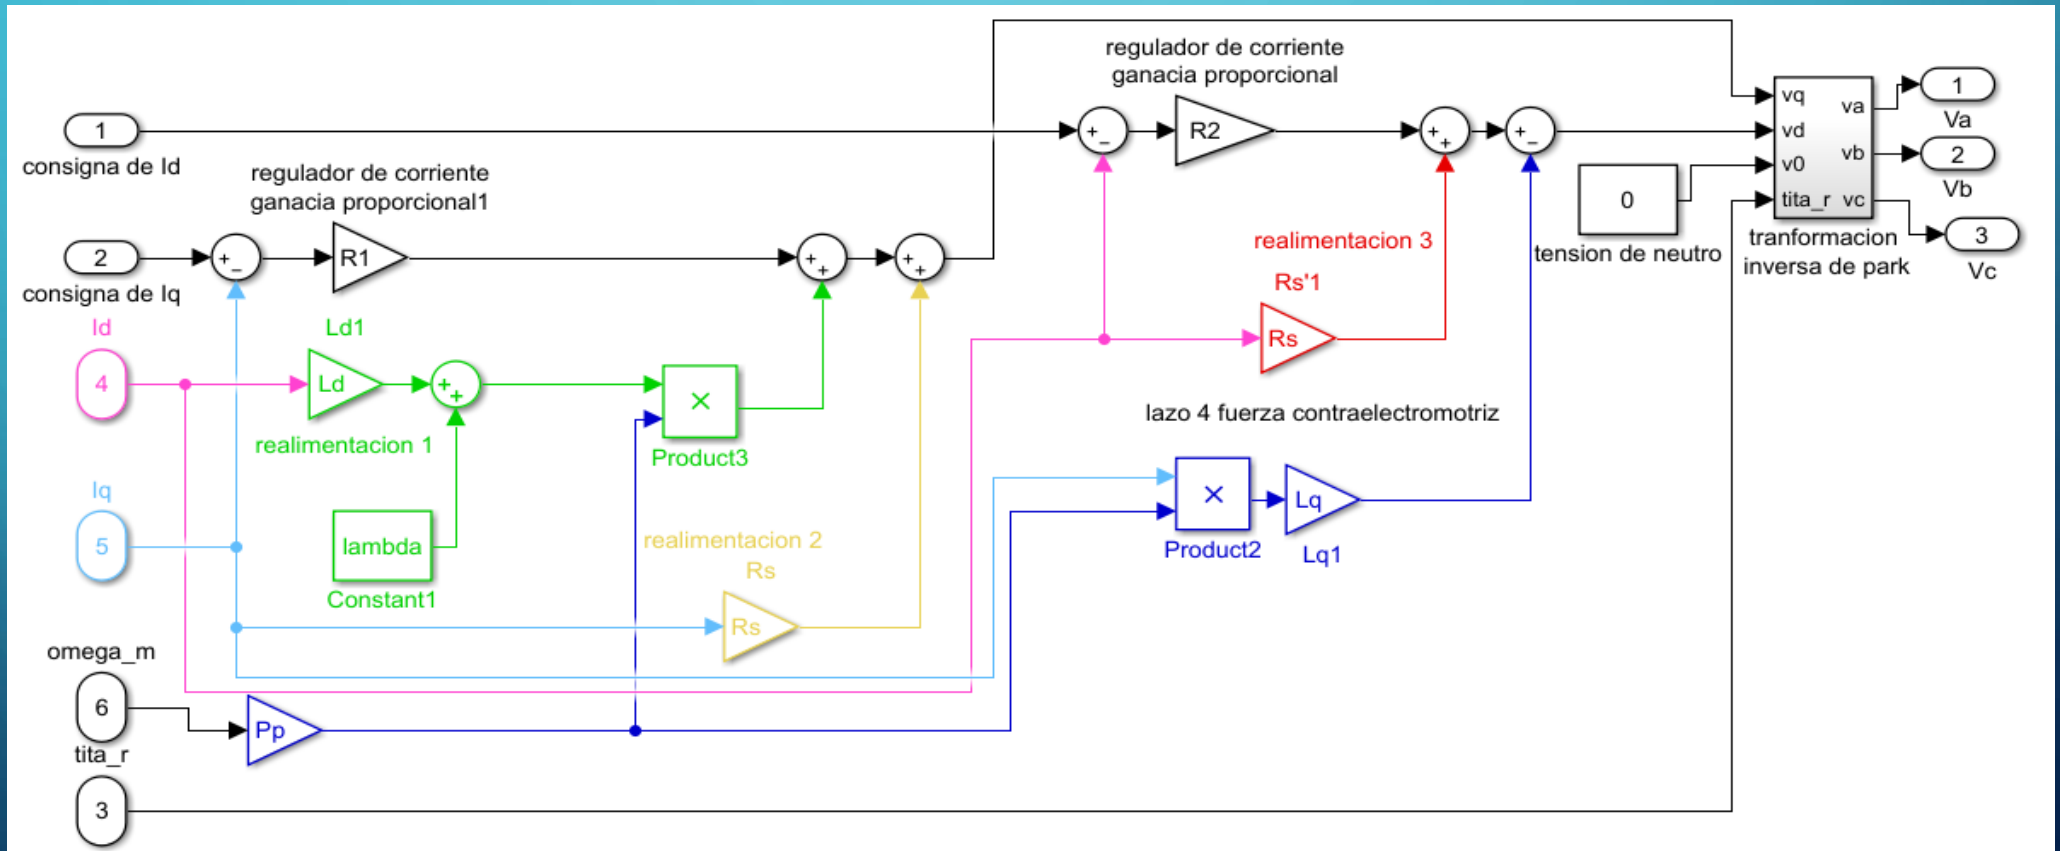 regulador de corriente
ganacia proporcional
1
consigna de Id
+
−
R2
+
+
+
−
vq
vd
v0
tita_r
va
vb
vc
1
Va
2
Vb
3
Vc
0
tension de neutro
tranformacion
inversa de park
regulador de corriente
ganacia proporcional1
2
consigna de Iq
+
−
R1
+
+
+
+
realimentacion 3
Rs'1
Rs
Id
4
Ld1
Ld
+
+
realimentacion 1
×
Product3
lazo 4 fuerza contraelectromotriz
Iq
5
lambda
Constant1
realimentacion 2
Rs
Rs
×
Product2
Lq
Lq1
omega_m
6
Pp
tita_r
3